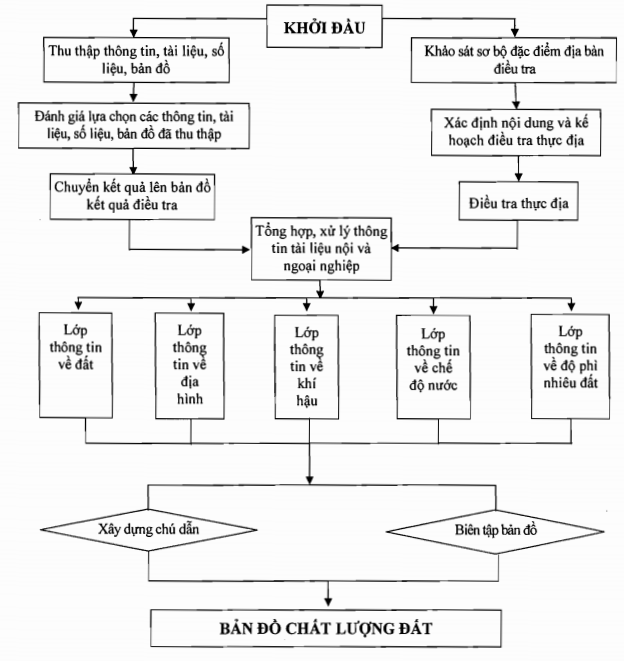 KHỞI ĐẦU
Thu thập thông tin, tài liệu, số
liệu, bản đồ
Khảo sát sơ bộ đặc điểm địa bàn
điều tra
Đánh giá lựa chọn các thông tin, tài
liệu, số liệu, bản đồ đã thu thập
Xác định nội dung và kế
hoạch điều tra thực địa
Chuyển kết quả lên bản đồ
kết quả điều tra
Điều tra thực địa
Tổng hợp, xử lý thông
tin tài liệu nội và
ngoại nghiệp
Lớp
thông tin
về đất
Lớp
thông
tin về
địa
hình
Lớp
thông
tin về
khí
hậu
Lớp
thông tin
về chế
độ nước
Lớp
thông tin
về độ phì
nhiêu đất
Xây dựng chú dẫn
Biên tập bản đồ
BẢN ĐỒ CHẤT LƯỢNG ĐẤT